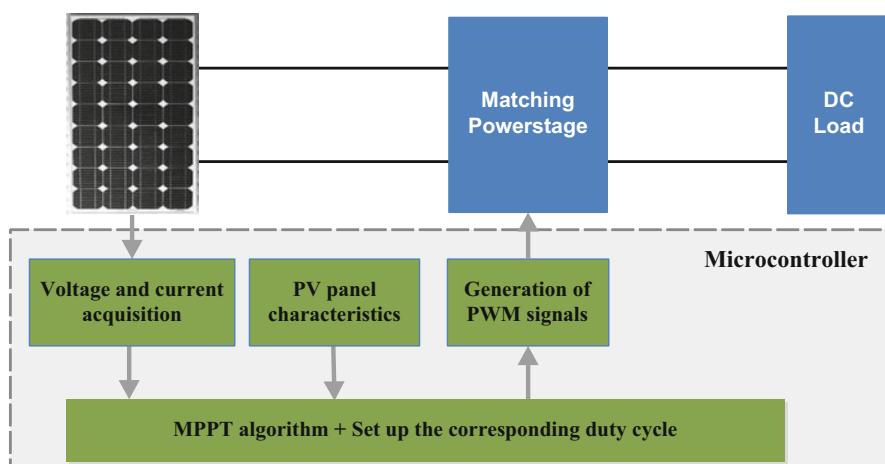 Matching
Powerstage
DC
Load
Microcontroller
Voltage and current
acquisition
PV panel
characteristics
Generation of
PWM signals
MPPT algorithm + Set up the corresponding duty cycle